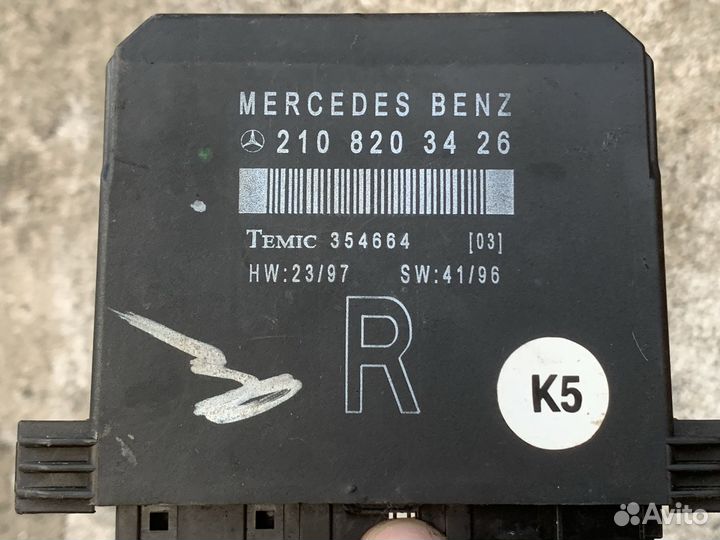 MERCEDES BENZ
210 820 34 26
TEMIC 354664 [03]
HW:23/97 SW:41/96
R
K5
Avito